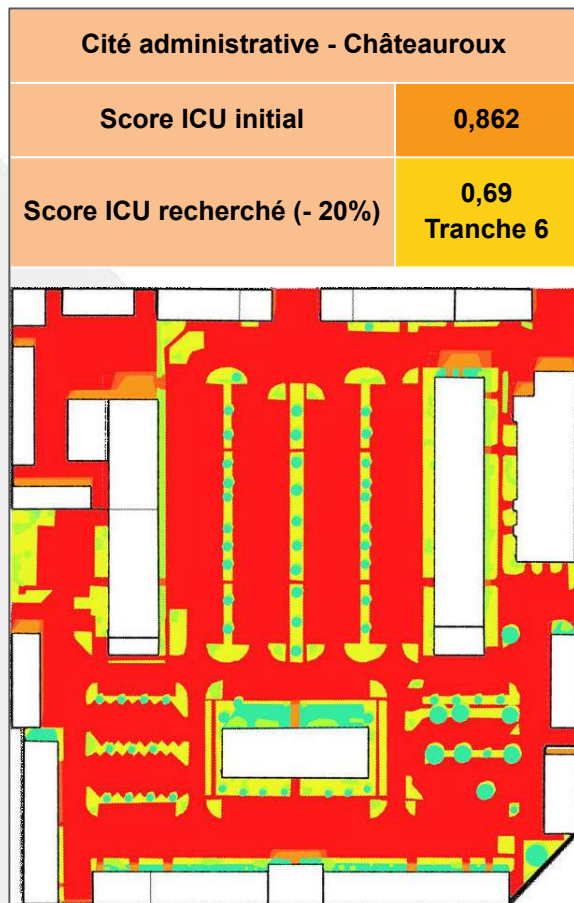 Cité administrative - Châteauroux
Score ICU initial
0,862
Score ICU recherché (- 20%)
0,69
Tranche 6